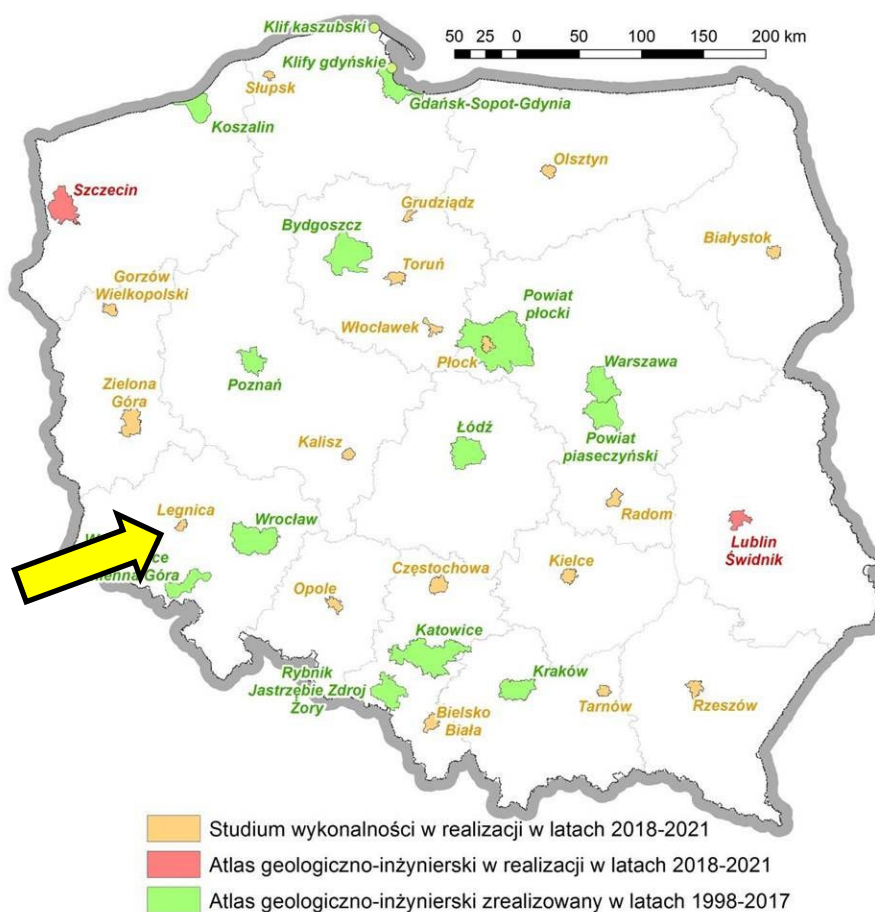 Klif kaszubski
50 25 0 50 100 150 200 km
Klify gdyńskie
Słupsk
Gdańsk-Sopot-Gdynia
Koszalin
Olsztyn
Szczecin
Grudziądz
Bydgoszcz
Białystok
Toruń
Gorzów
Wielkopolski
Powiat
płocki
Włocławek
Płock
Warszawa
Poznań
Zielona
Góra
Łódź
Kalisz
Powiat
piaseczyński
Legnica
Wrocław
Radom
Lublin
Świdnik
Góra
Częstochowa
Kielce
Opole
Katowice
Kraków
Rybnik
Jastrzębie Zdroj
Żory
Bielsko
Biała
Tarnów
Rzeszów
Studium wykonalności w realizacji w latach 2018-2021
Atlas geologiczno-inżynierski w realizacji w latach 2018-2021
Atlas geologiczno-inżynierski zrealizowany w latach 1998-2017